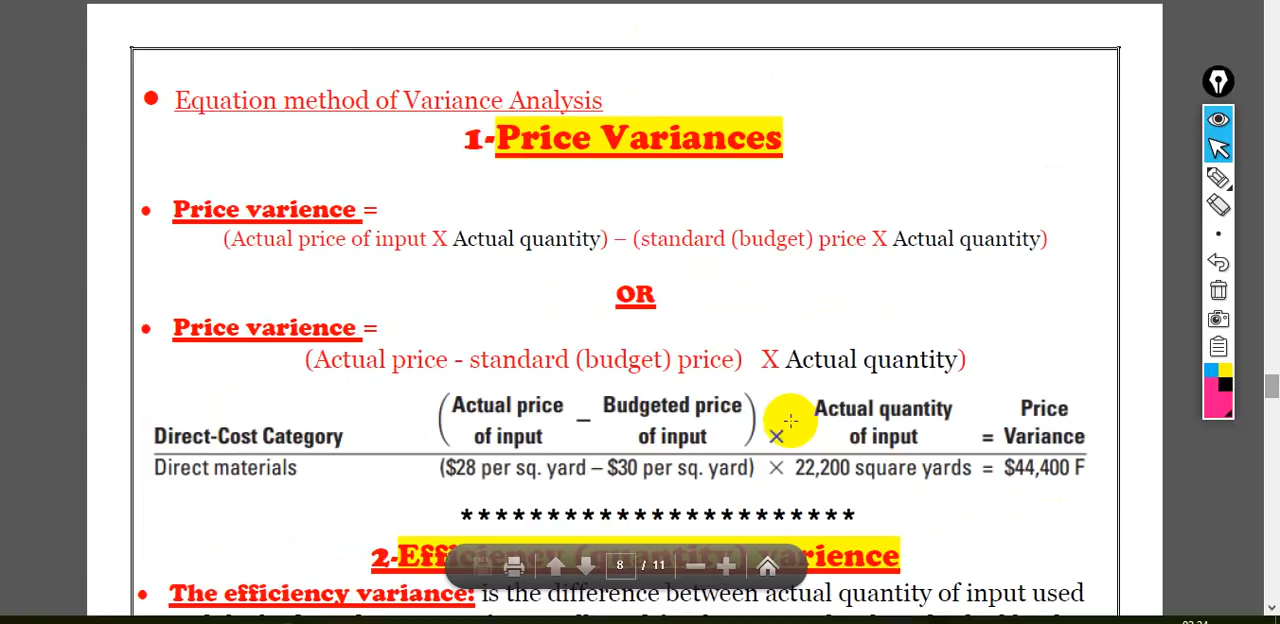 Equation method of Variance Analysis
1-Price Variances
Price varience =
(Actual price of input X Actual quantity) – (standard (budget) price X Actual quantity)
OR
Price varience =
(Actual price - standard (budget) price) X Actual quantity)
(Actual price – Budgeted price) Actual quantity Price
Direct-Cost Category of input of input × of input = Variance
Direct materials ($28 per sq. yard – $30 per sq. yard) × 22,200 square yards = $44,400 F
***********************
2-Efficiency (quantity) varience
8 / 11
The efficiency variance: is the difference between actual quantity of input used